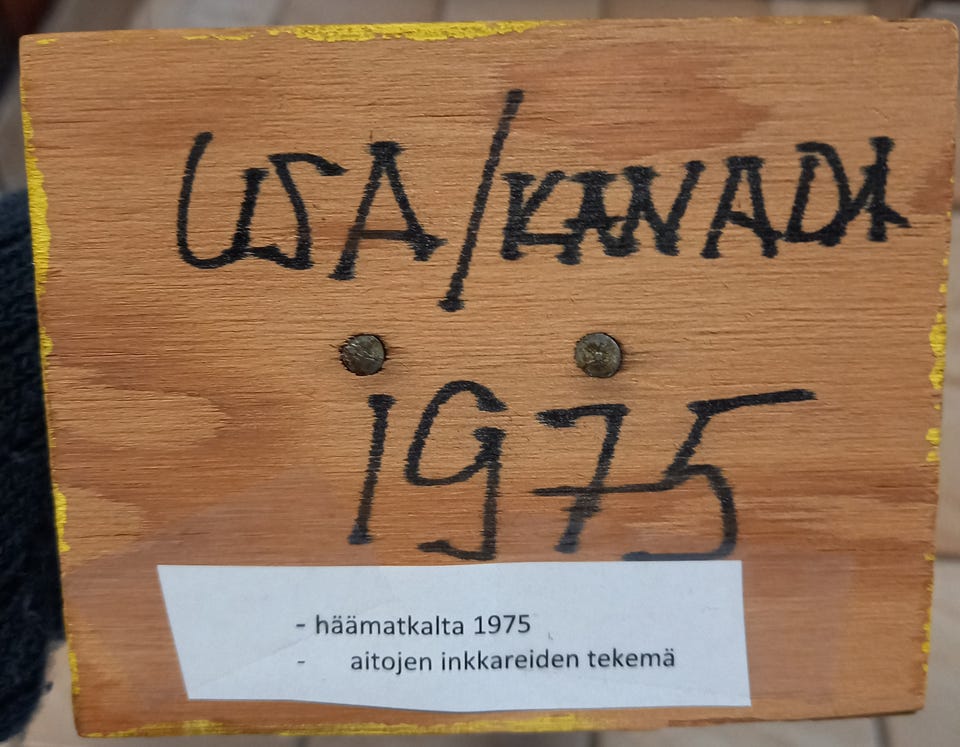 USA/KANADA
1975
- häämatkalta 1975
- aitojen inkkareiden tekemä